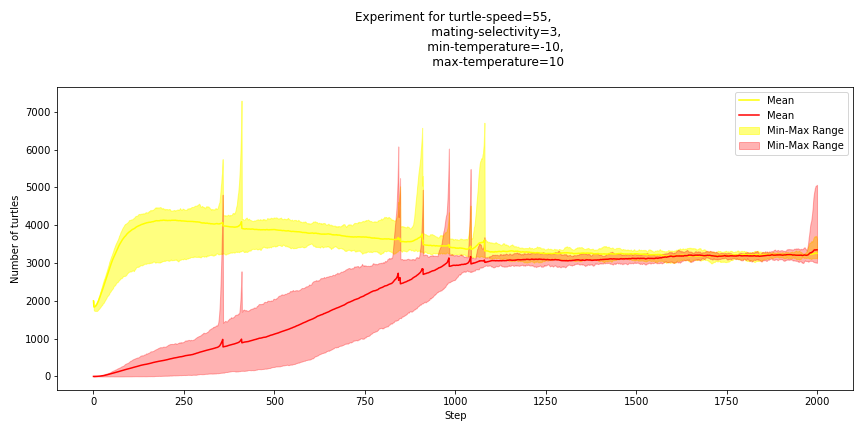 Experiment for turtle-speed=55,
mating-selectivity=3,
min-temperature=-10,
max-temperature=10
Mean
Mean
Min-Max Range
Min-Max Range
Number of turtles
7000
6000
5000
4000
3000
2000
1000
0
0
250
500
750
1000
1250
1500
1750
2000
Step